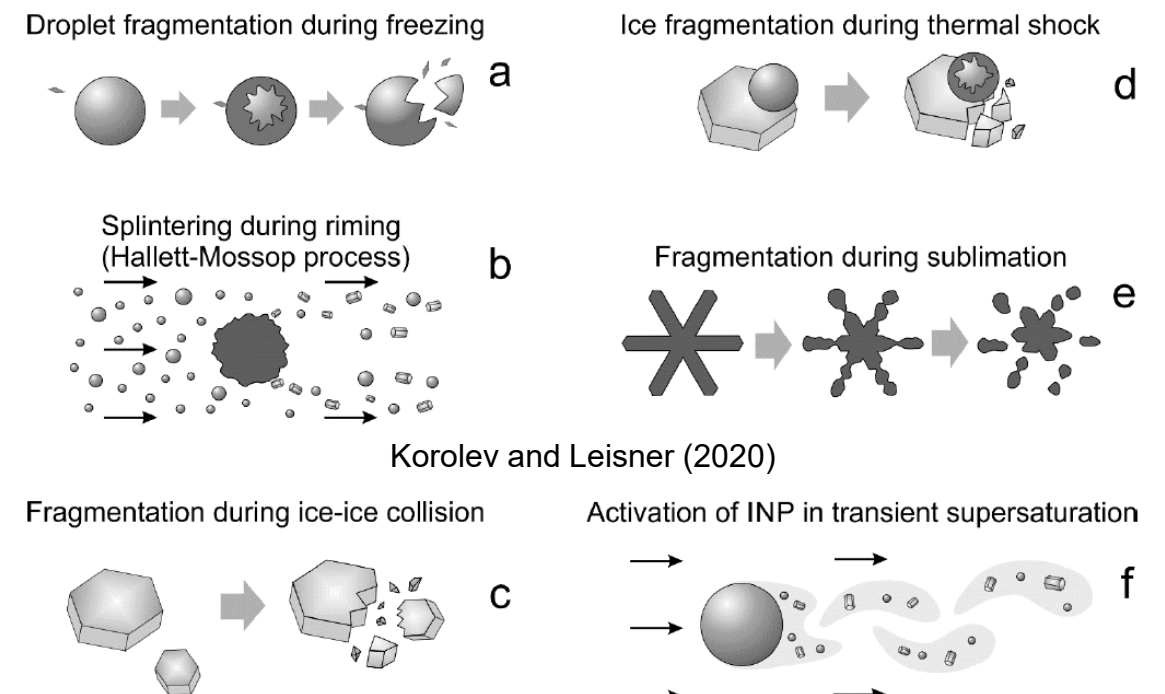 Droplet fragmentation during freezing
a
Ice fragmentation during thermal shock
d
Splintering during riming
(Hallett-Mossop process)
b
Fragmentation during sublimation
e
Korolev and Leisner (2020)
Fragmentation during ice-ice collision
c
Activation of INP in transient supersaturation
f